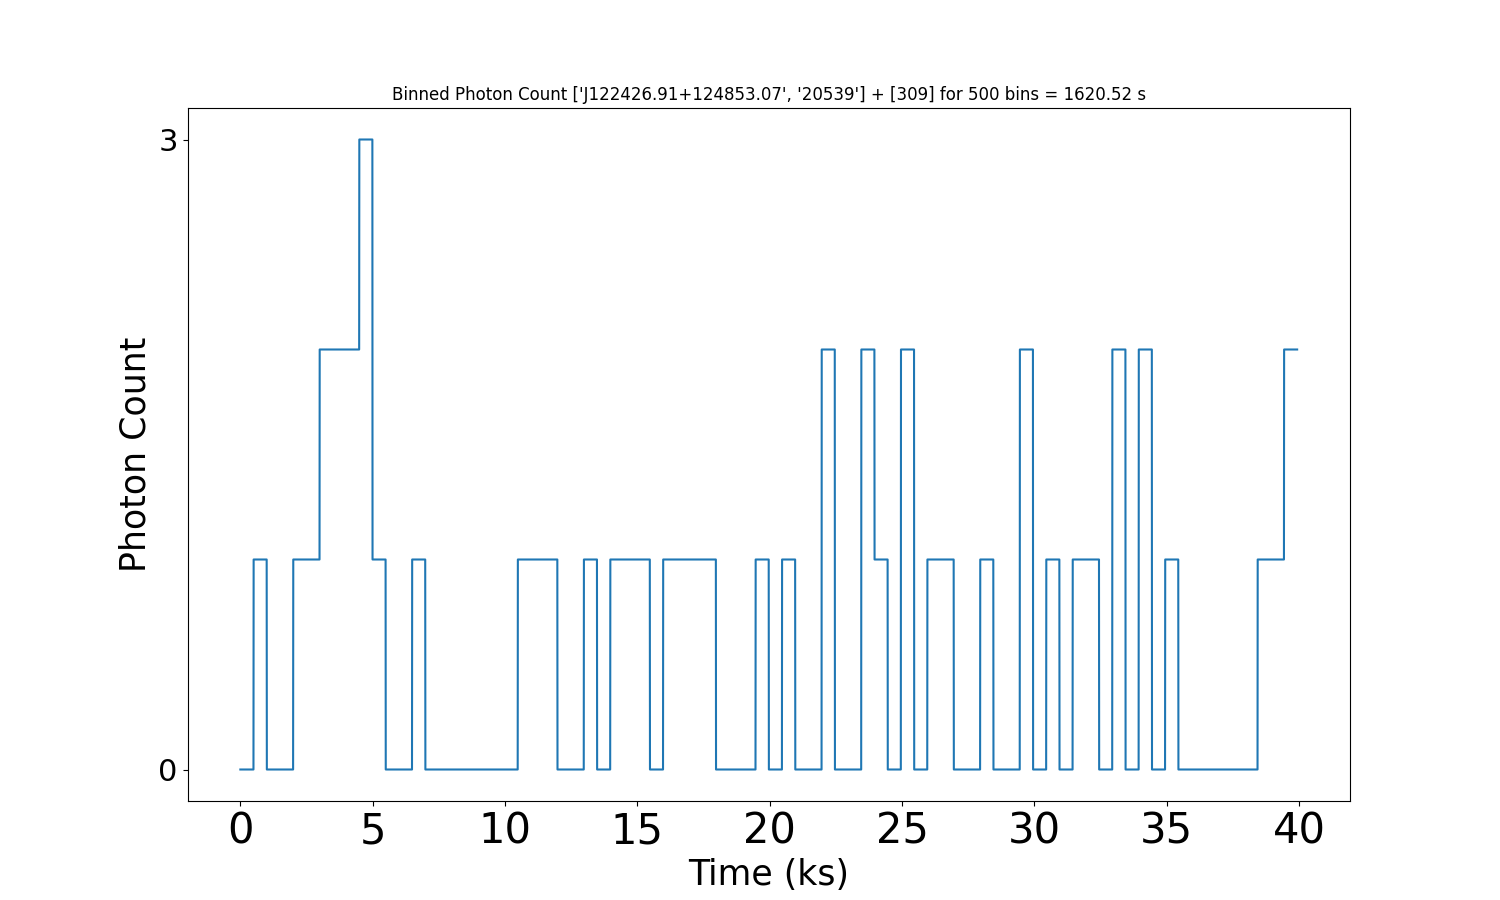 Binned Photon Count ['J122426.91+124853.07', '20539'] + [309] for 500 bins = 1620.52 s
3
Photon Count
0
0 5 10 15 20 25 30 35 40
Time (ks)